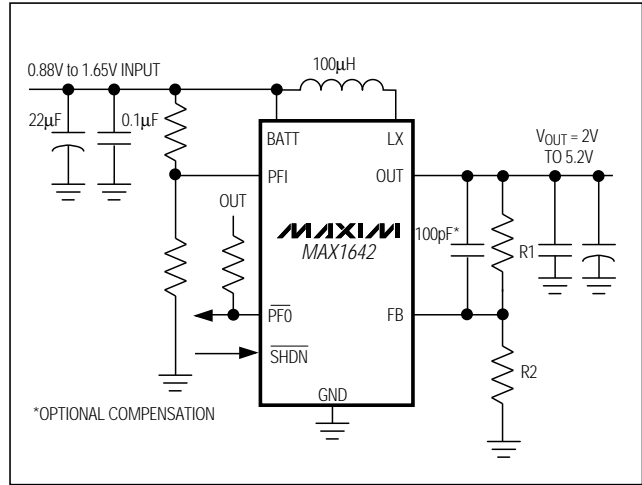 0.88V to 1.65V INPUT
100μH
22μF
0.1μF
BATT
LX
VOUT = 2V
TO 5.2V
PFI
OUT
OUT
MAXIM
MAX1642
100pF*
R1
PF0
FB
SHDN
R2
GND
*OPTIONAL COMPENSATION